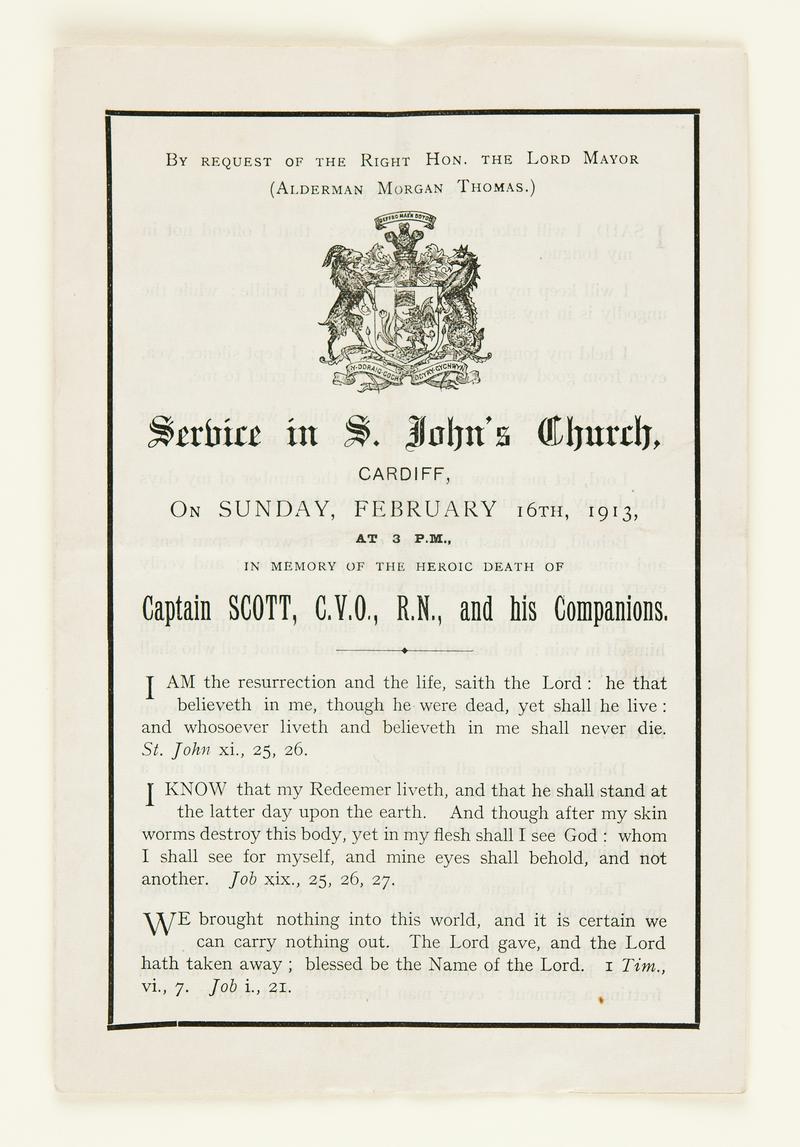 By request of the Right Hon. the Lord Mayor
(Alderman Morgan Thomas.)
DEFFRO MAE'N DDYDD
Y DDRAIG GOCH DDYRY CYCHWYN
Service in S. John's Church,
CARDIFF,
On SUNDAY, FEBRUARY 16TH, 1913,
AT 3 P.M.,
IN MEMORY OF THE HEROIC DEATH OF
Captain SCOTT, C.V.O., R.N., and his Companions.
I AM the resurrection and the life, saith the Lord : he that
believeth in me, though he were dead, yet shall he live :
and whosoever liveth and believeth in me shall never die.
St. John xi., 25, 26.
I KNOW that my Redeemer liveth, and that he shall stand at
the latter day upon the earth. And though after my skin
worms destroy this body, yet in my flesh shall I see God : whom
I shall see for myself, and mine eyes shall behold, and not
another. Job xix., 25, 26, 27.
WE brought nothing into this world, and it is certain we
can carry nothing out. The Lord gave, and the Lord
hath taken away ; blessed be the Name of the Lord. 1 Tim.,
vi., 7. Job i., 21.